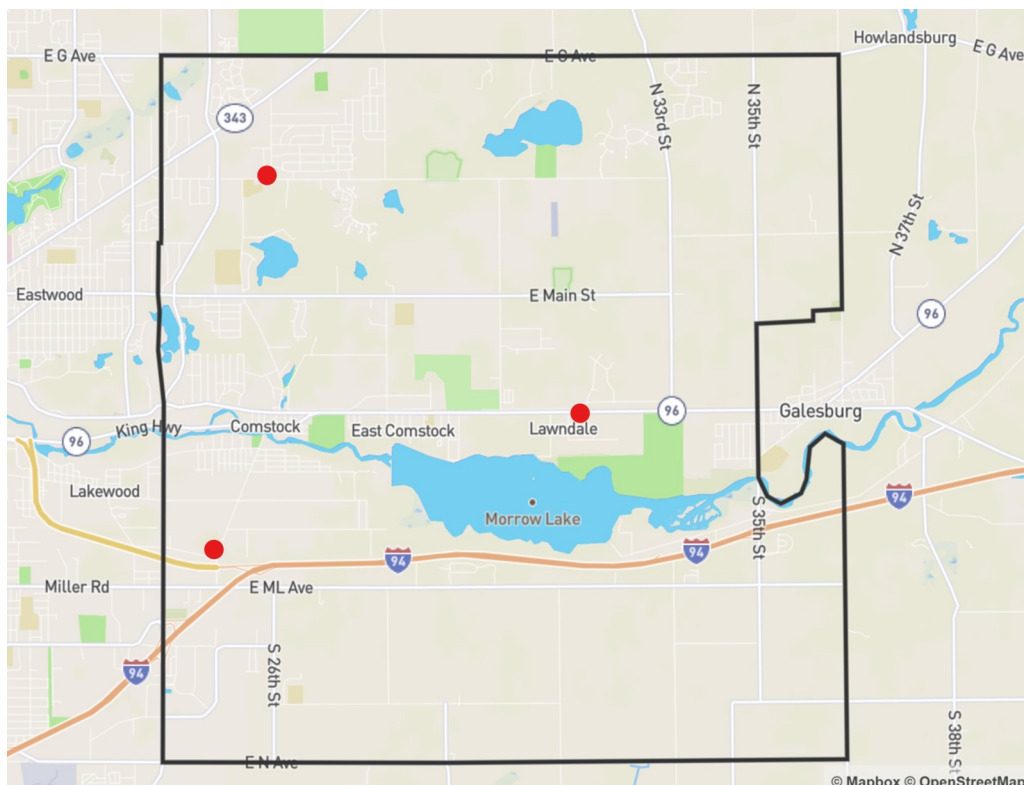 Howlandsburg
E G Ave
E G Ave
E G Ave
N 33rd St
N 35th St
343
N 37th St
Eastwood
E Main St
96
96
Galesburg
King Hwy
Comstock
East Comstock
Lawndale
96
Lakewood
94
Morrow Lake
S 35th St
94
94
Miller Rd
E ML Ave
S 26th St
94
S 38th St
E N Ave
© Mapbox © OpenStreetMap